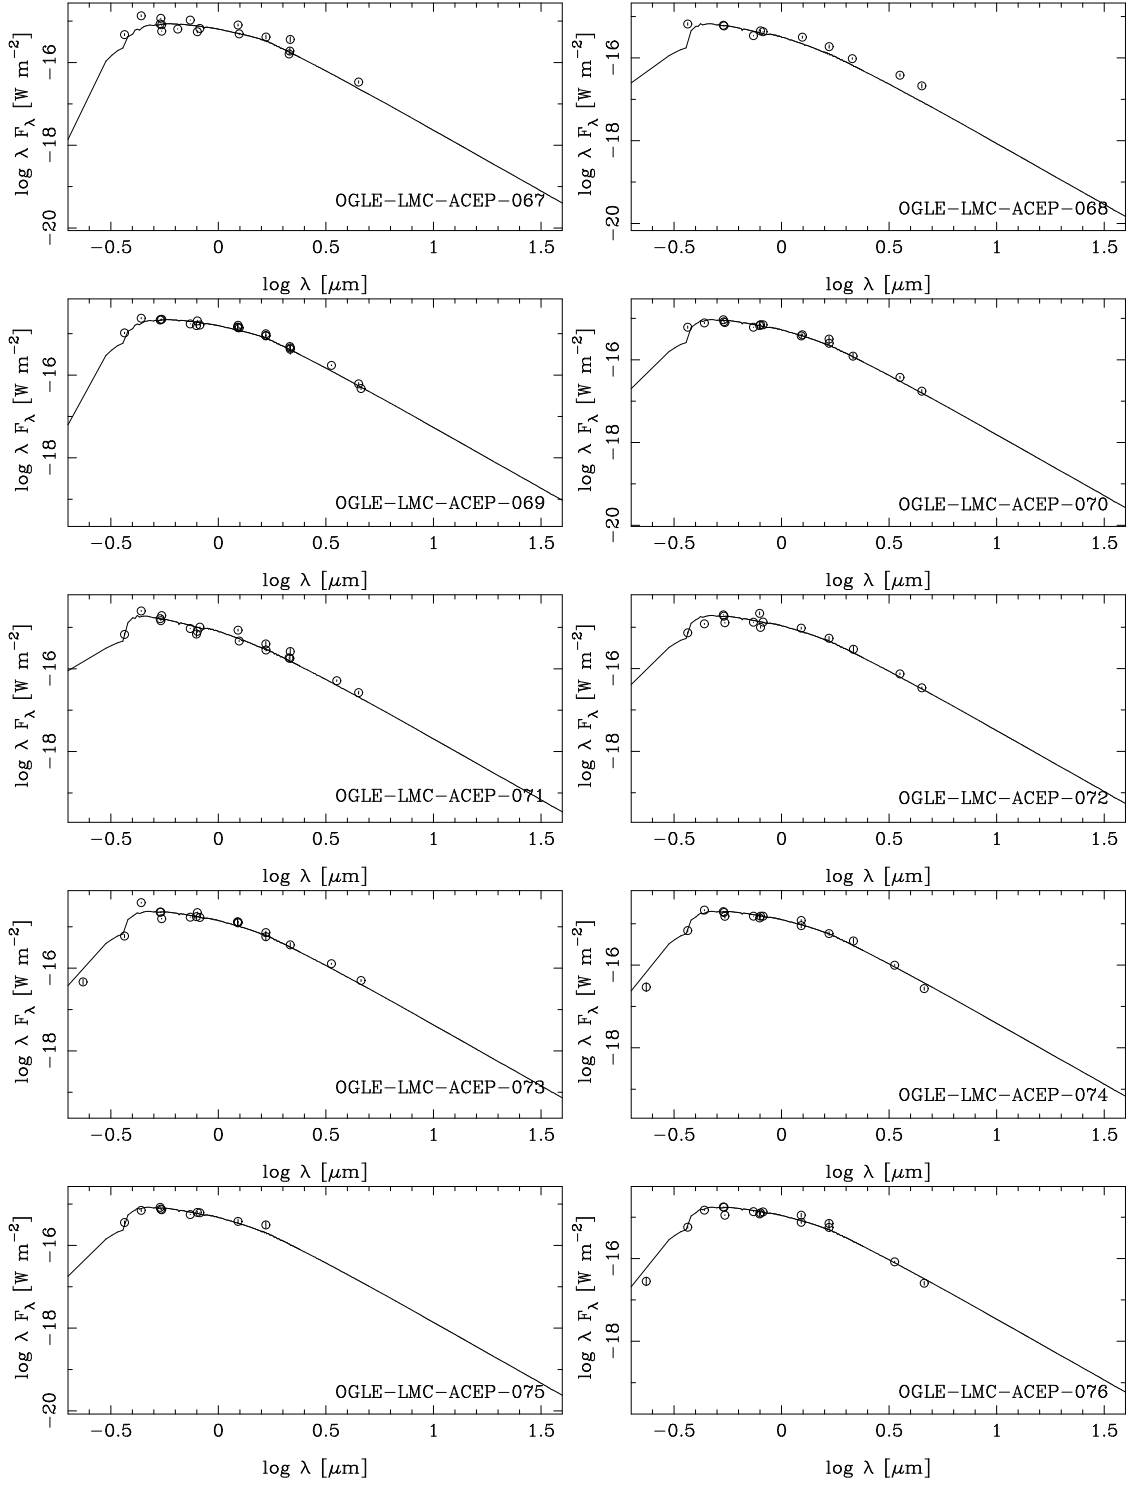 log λ Fλ [W m−2]
−16
−18
−20
OGLE−LMC−ACEP−067
−0.5 0 0.5 1 1.5
log λ [μm]
log λ Fλ [W m−2]
−16
−18
−20
OGLE−LMC−ACEP−068
−0.5 0 0.5 1 1.5
log λ [μm]
log λ Fλ [W m−2]
−16
−18
OGLE−LMC−ACEP−069
−0.5 0 0.5 1 1.5
log λ [μm]
log λ Fλ [W m−2]
−16
−18
−20
OGLE−LMC−ACEP−070
−0.5 0 0.5 1 1.5
log λ [μm]
log λ Fλ [W m−2]
−16
−18
OGLE−LMC−ACEP−071
−0.5 0 0.5 1 1.5
log λ [μm]
log λ Fλ [W m−2]
−16
−18
OGLE−LMC−ACEP−072
−0.5 0 0.5 1 1.5
log λ [μm]
log λ Fλ [W m−2]
−16
−18
OGLE−LMC−ACEP−073
−0.5 0 0.5 1 1.5
log λ [μm]
log λ Fλ [W m−2]
−16
−18
OGLE−LMC−ACEP−074
−0.5 0 0.5 1 1.5
log λ [μm]
log λ Fλ [W m−2]
−16
−18
−20
OGLE−LMC−ACEP−075
−0.5 0 0.5 1 1.5
log λ [μm]
log λ Fλ [W m−2]
−16
−18
OGLE−LMC−ACEP−076
−0.5 0 0.5 1 1.5
log λ [μm]